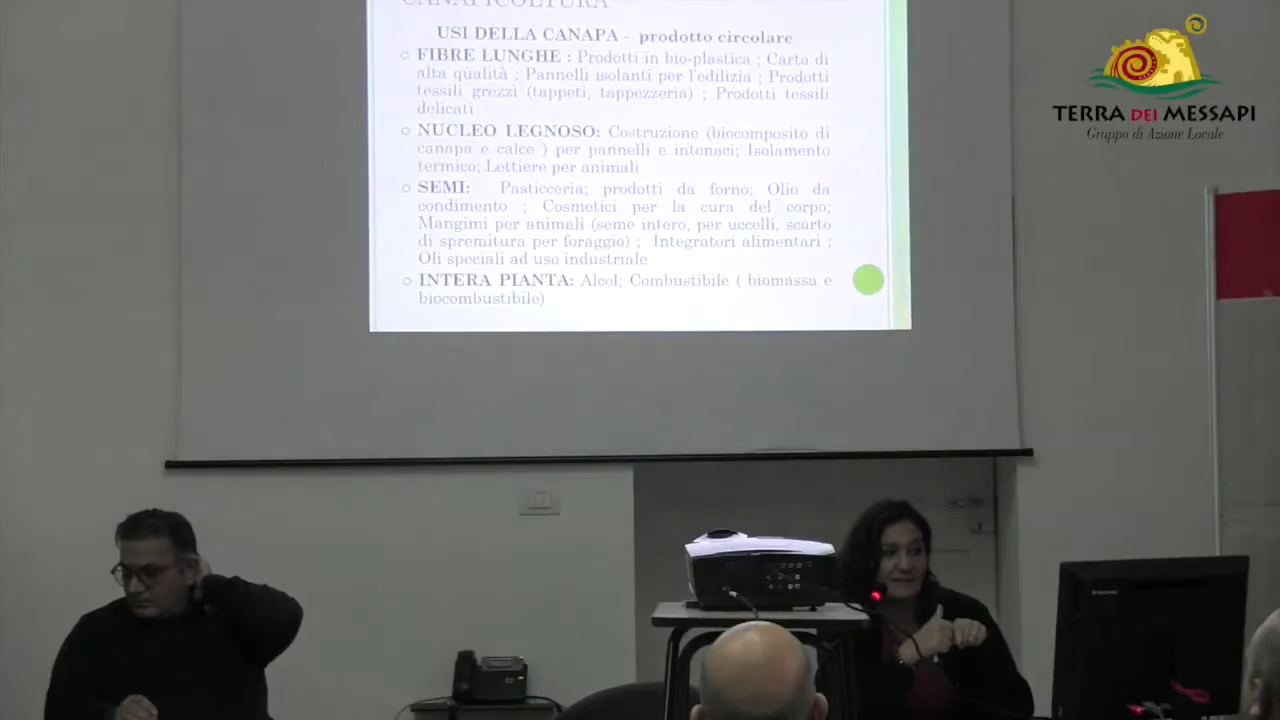 CANAPICOLTURA
USI DELLA CANAPA - prodotto circolare
FIBRE LUNGHE : Prodotti in bio-plastica ; Carta di
alta qualità ; Pannelli isolanti per l'edilizia ; Prodotti
tessili grezzi (tappeti, tappezzeria) ; Prodotti tessili
delicati
NUCLEO LEGNOSO: Costruzione (biocomposito di
canapa e calce ) per pannelli e intonaci; Isolamento
termico; Lettiere per animali
SEMI: Pasticceria; prodotti da forno; Olio da
condimento ; Cosmetici per la cura del corpo;
Mangimi per animali (seme intero, per uccelli, scarto
di spremitura per foraggio) ; Integratori alimentari ;
Oli speciali ad uso industriale
INTERA PIANTA: Alcol; Combustibile ( biomassa e
biocombustibile)
TERRA DEI MESSAPI
Gruppo di Azione Locale
lenovo